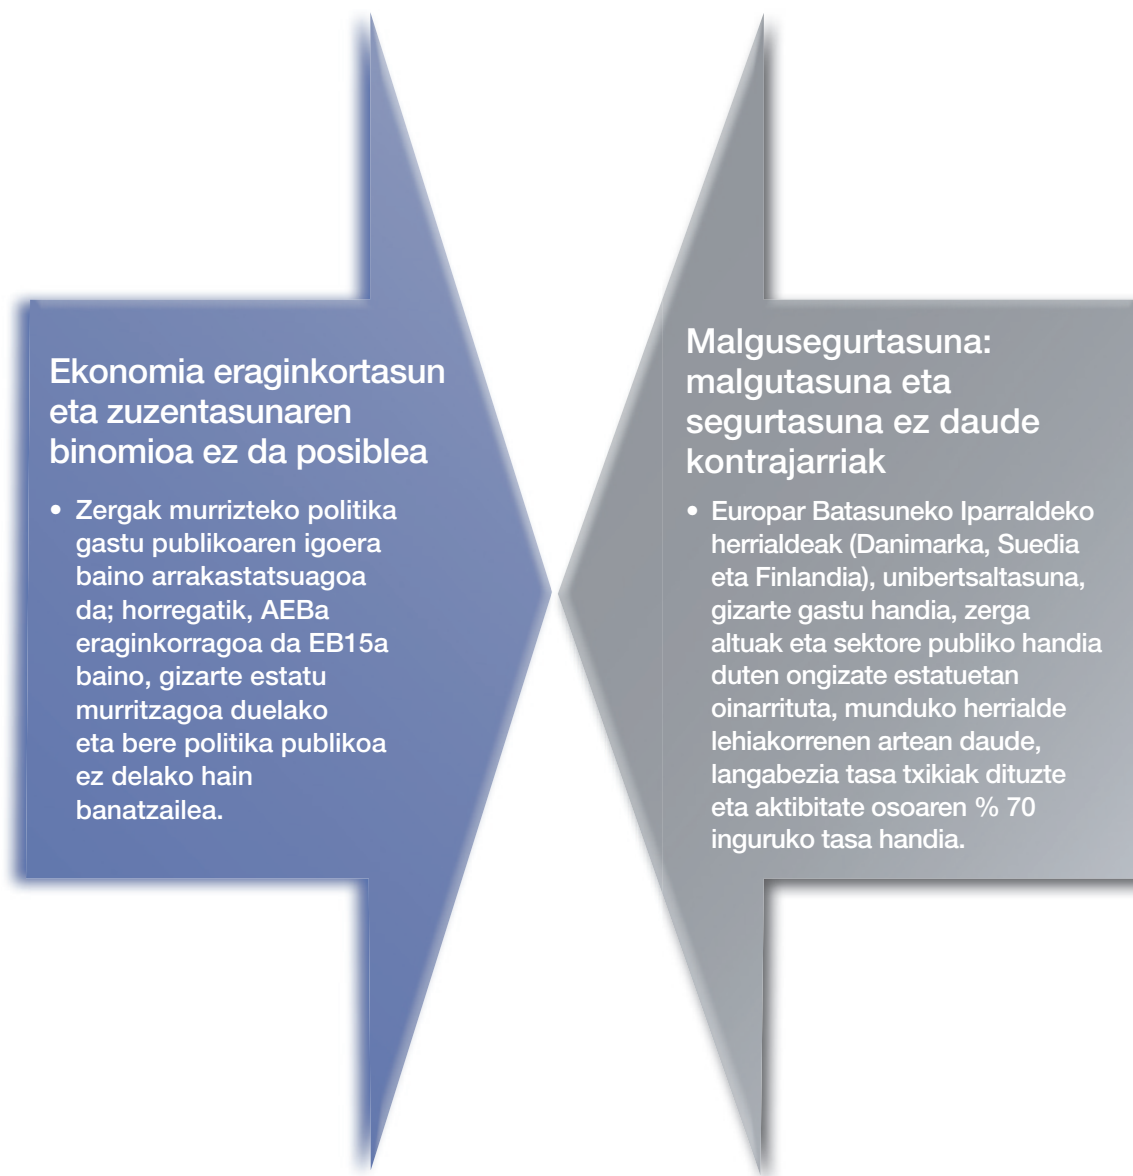 Ekonomia eraginkortasun
eta zuzentasunaren
binomioa ez da posiblea
• Zergak murrizteko politika
gastu publikoaren igoera
baino arrakastatsuagoa
da; horregatik, AEBa
eraginkorragoa da EB15a
baino, gizarte estatu
murritzagoa duelako
eta bere politika publikoa
ez delako hain
banatzailea.
Malgusegurtasuna:
malgutasuna eta
segurtasuna ez daude
kontrajarriak
• Europar Batasuneko Iparraldeko
herrialdeak (Danimarka, Suedia
eta Finlandia), unibertsaltasuna,
gizarte gastu handia, zerga
altuak eta sektore publiko handia
duten ongizate estatuetan
oinarrituta, munduko herrialde
lehiakorrenen artean daude,
langabezia tasa txikiak dituzte
eta aktibitate osoaren % 70
inguruko tasa handia.